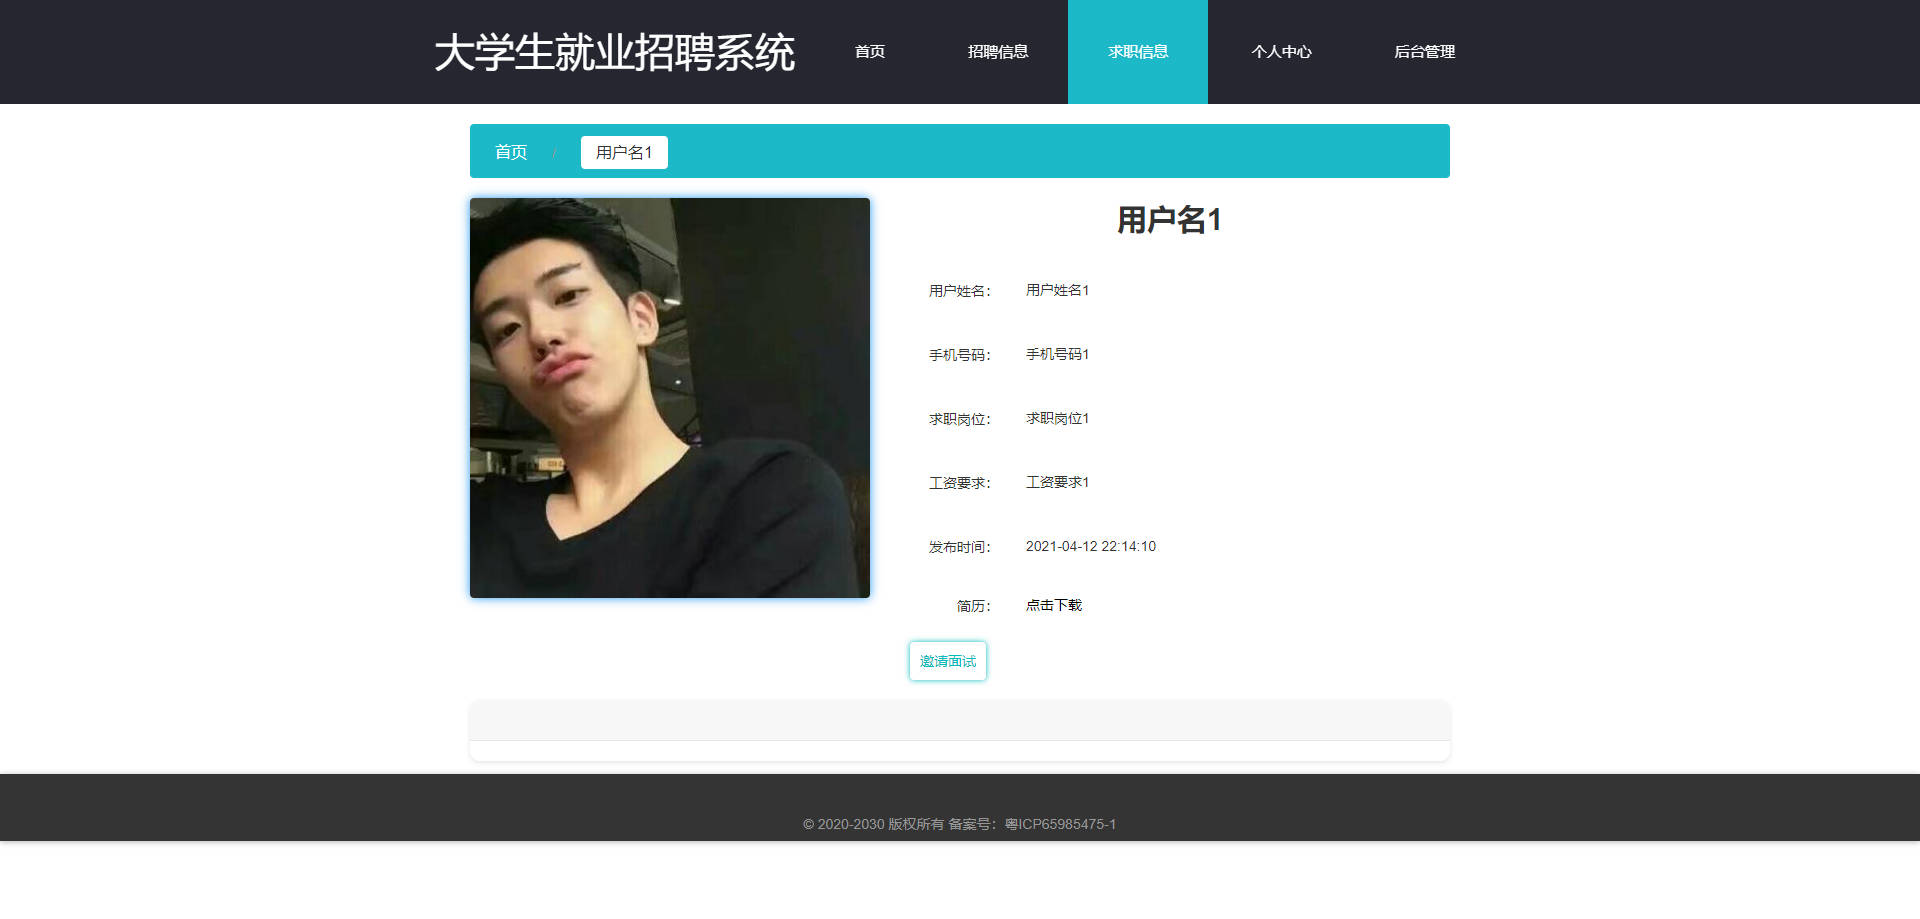 大学生就业招聘系统 首页 招聘信息 求职信息 个人中心 后台管理
首页 / 用户名1
用户名1
用户姓名： 用户姓名1
手机号码： 手机号码1
求职岗位： 求职岗位1
工资要求： 工资要求1
发布时间： 2021-04-12 22:14:10
简历： 点击下载
邀请面试
© 2020-2030 版权所有 备案号：粤ICP65985475-1